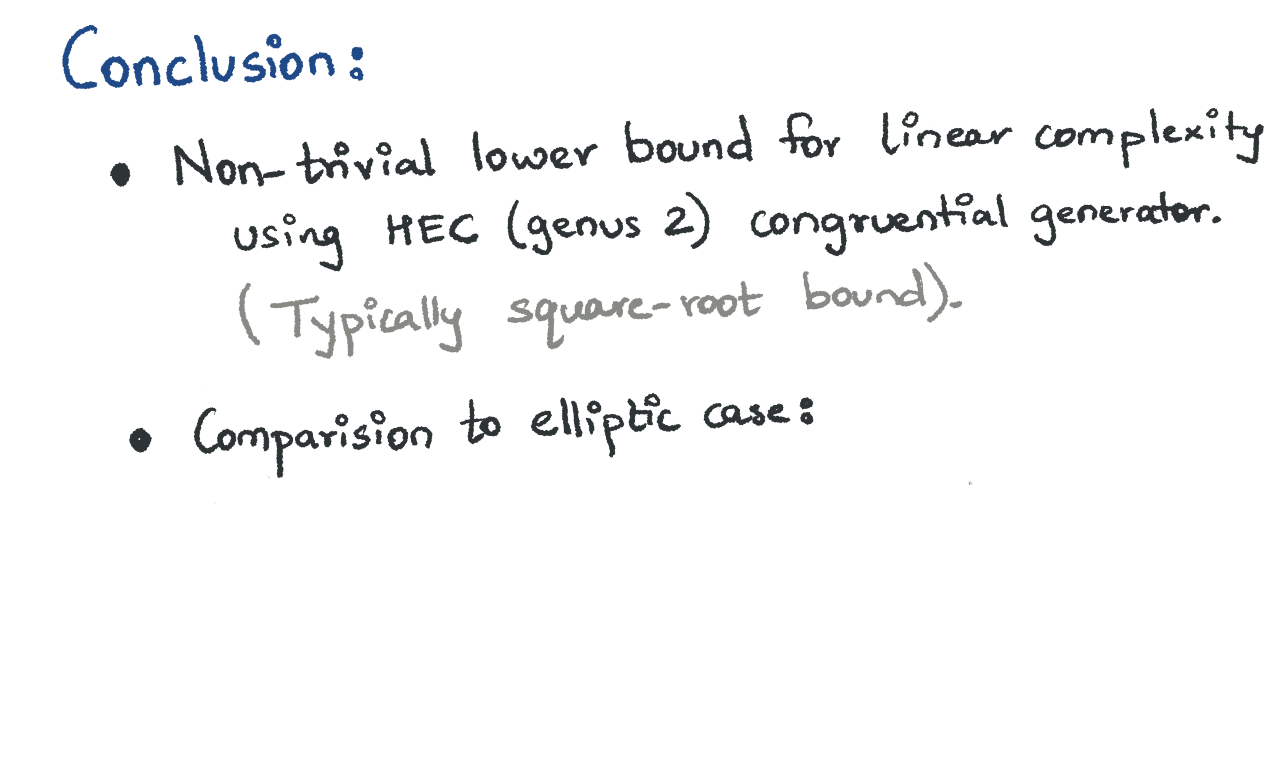 Conclusion:
• Non-trivial lower bound for linear complexity
using HEC (genus 2) congruential generator.
(Typically square-root bound).
• Comparision to elliptic case: